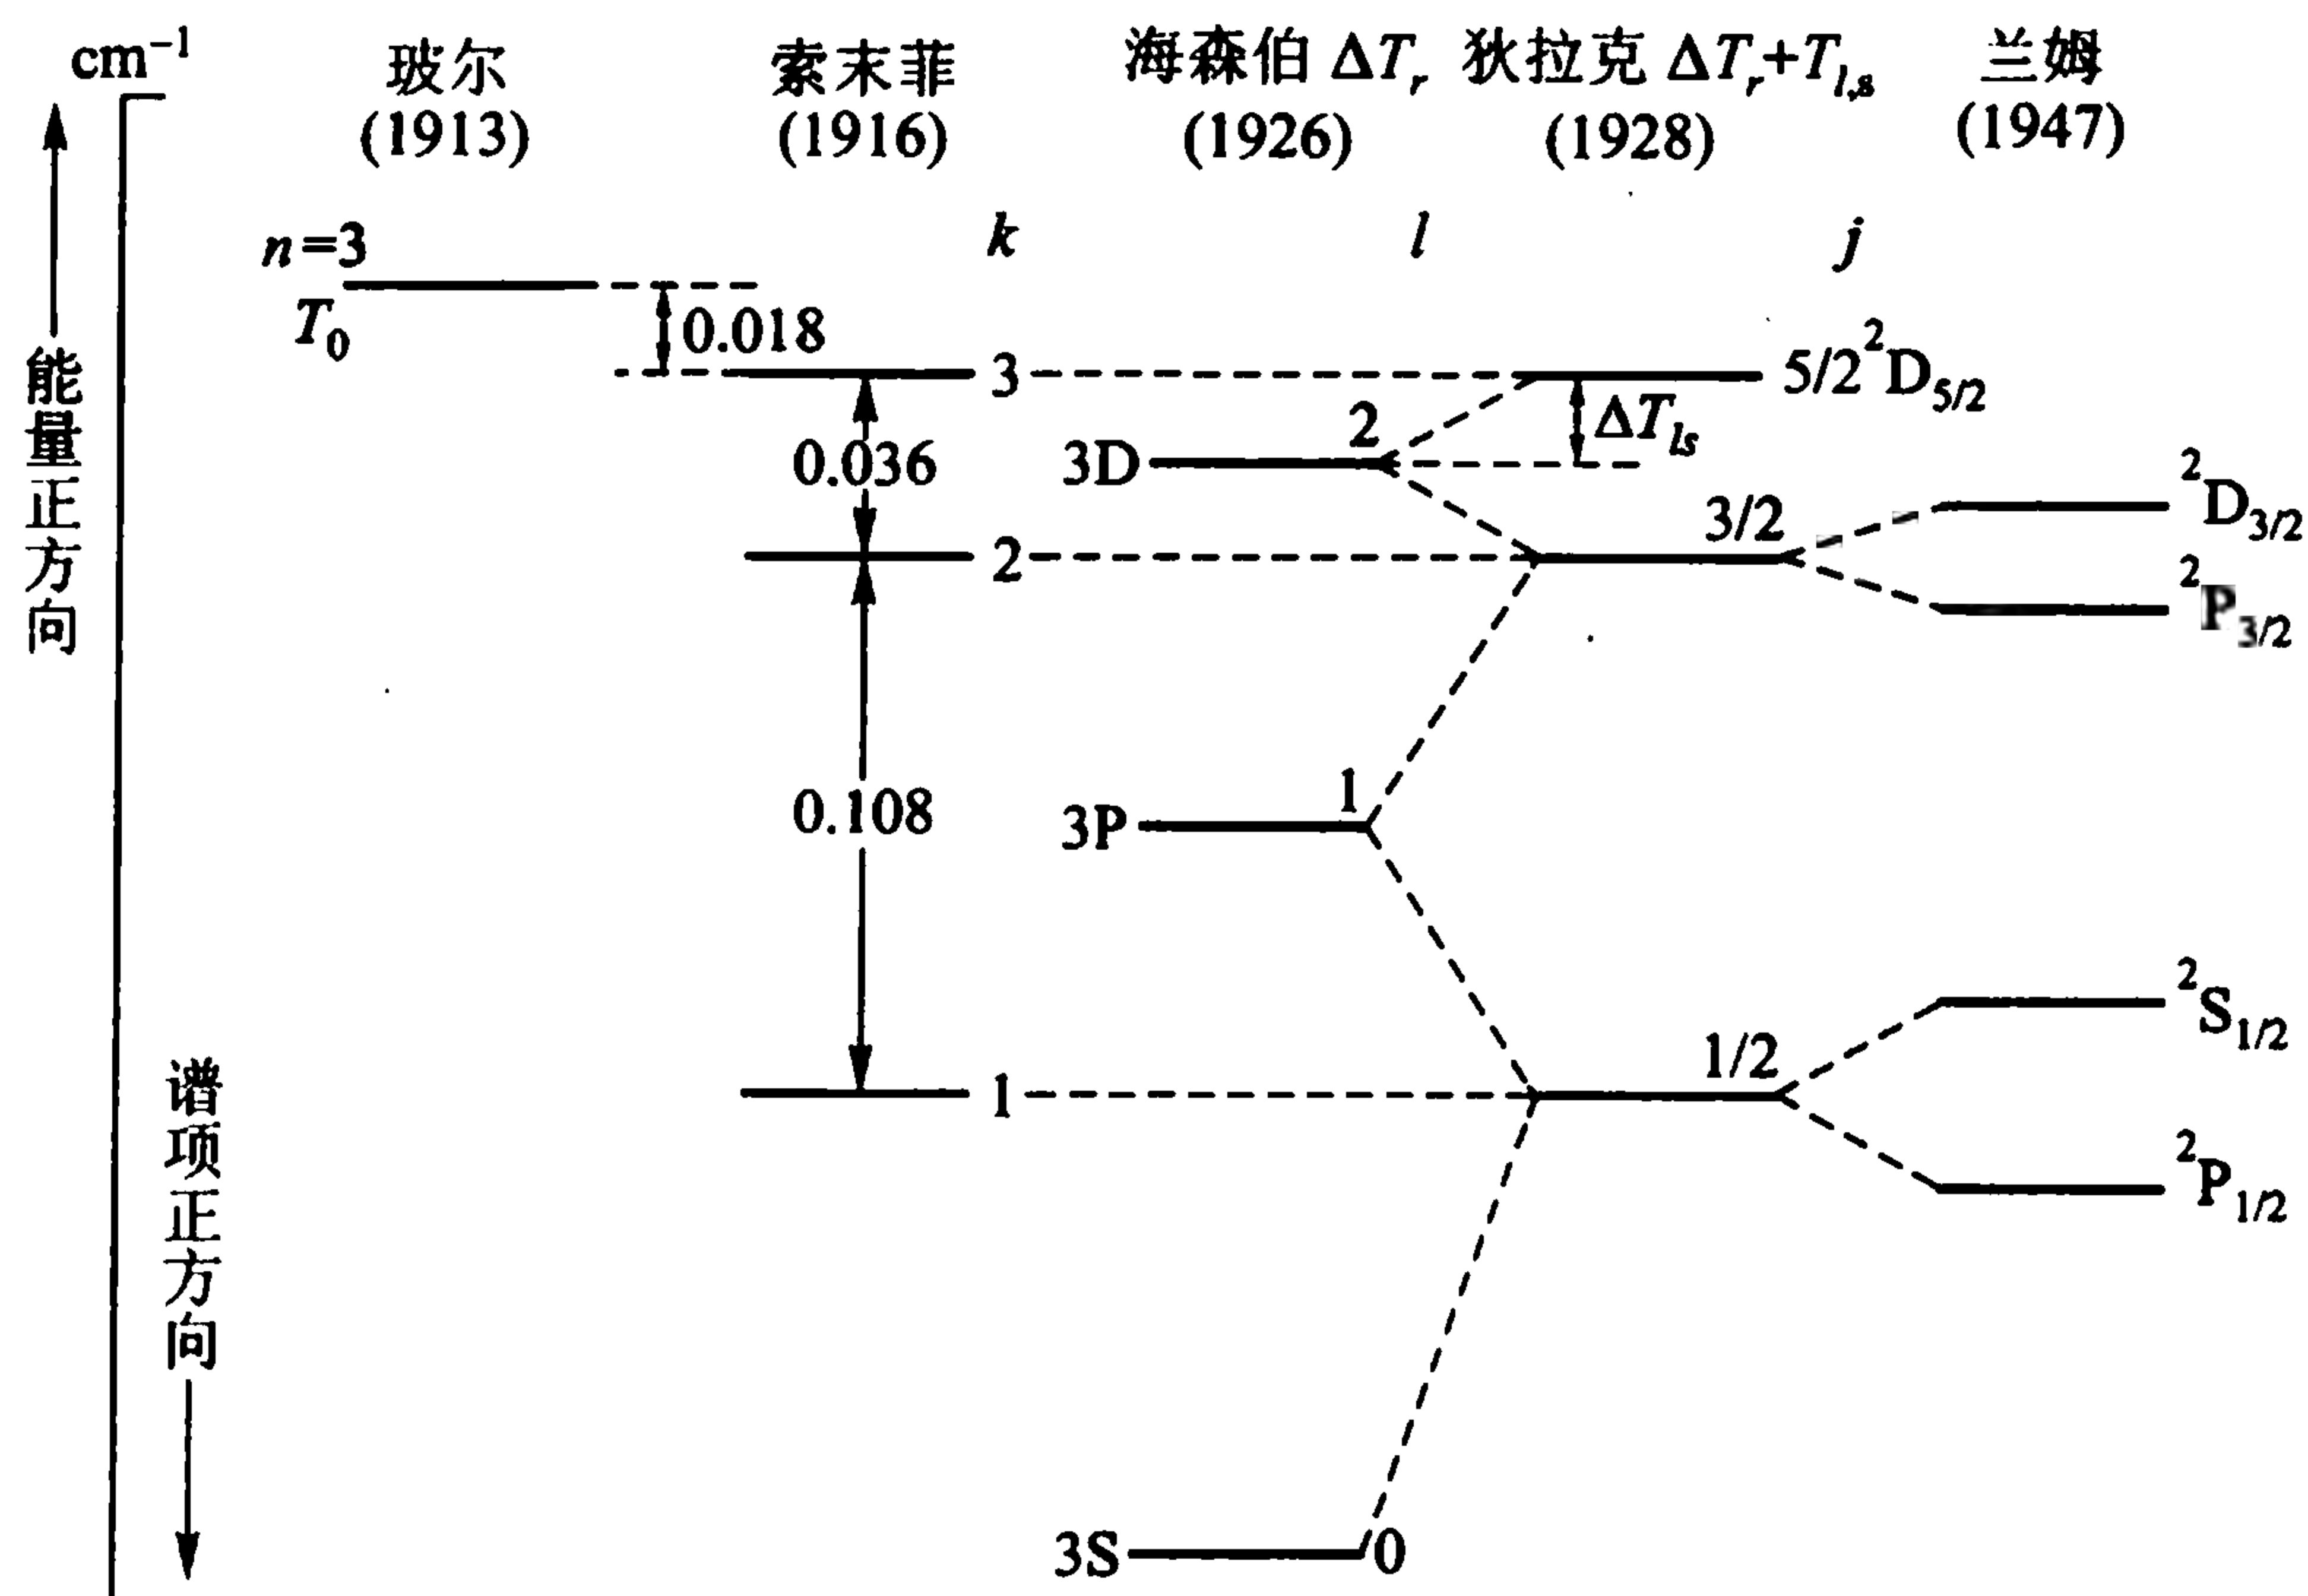 cm⁻¹
玻尔
(1913)
索末菲
(1916)
海森伯 ΔTᵣ
(1926)
狄拉克 ΔTᵣ+Tₗ,ₛ
(1928)
兰姆
(1947)
能量正方向
谱项正方向
n=3
T₀
k
l
j
0.018
3
0.036
2
0.108
1
3D
2
3P
1
3S
0
5/2 ²D₅/₂
ΔTₗₛ
3/2
1/2
²D₃/₂
²P₃/₂
²S₁/₂
²P₁/₂